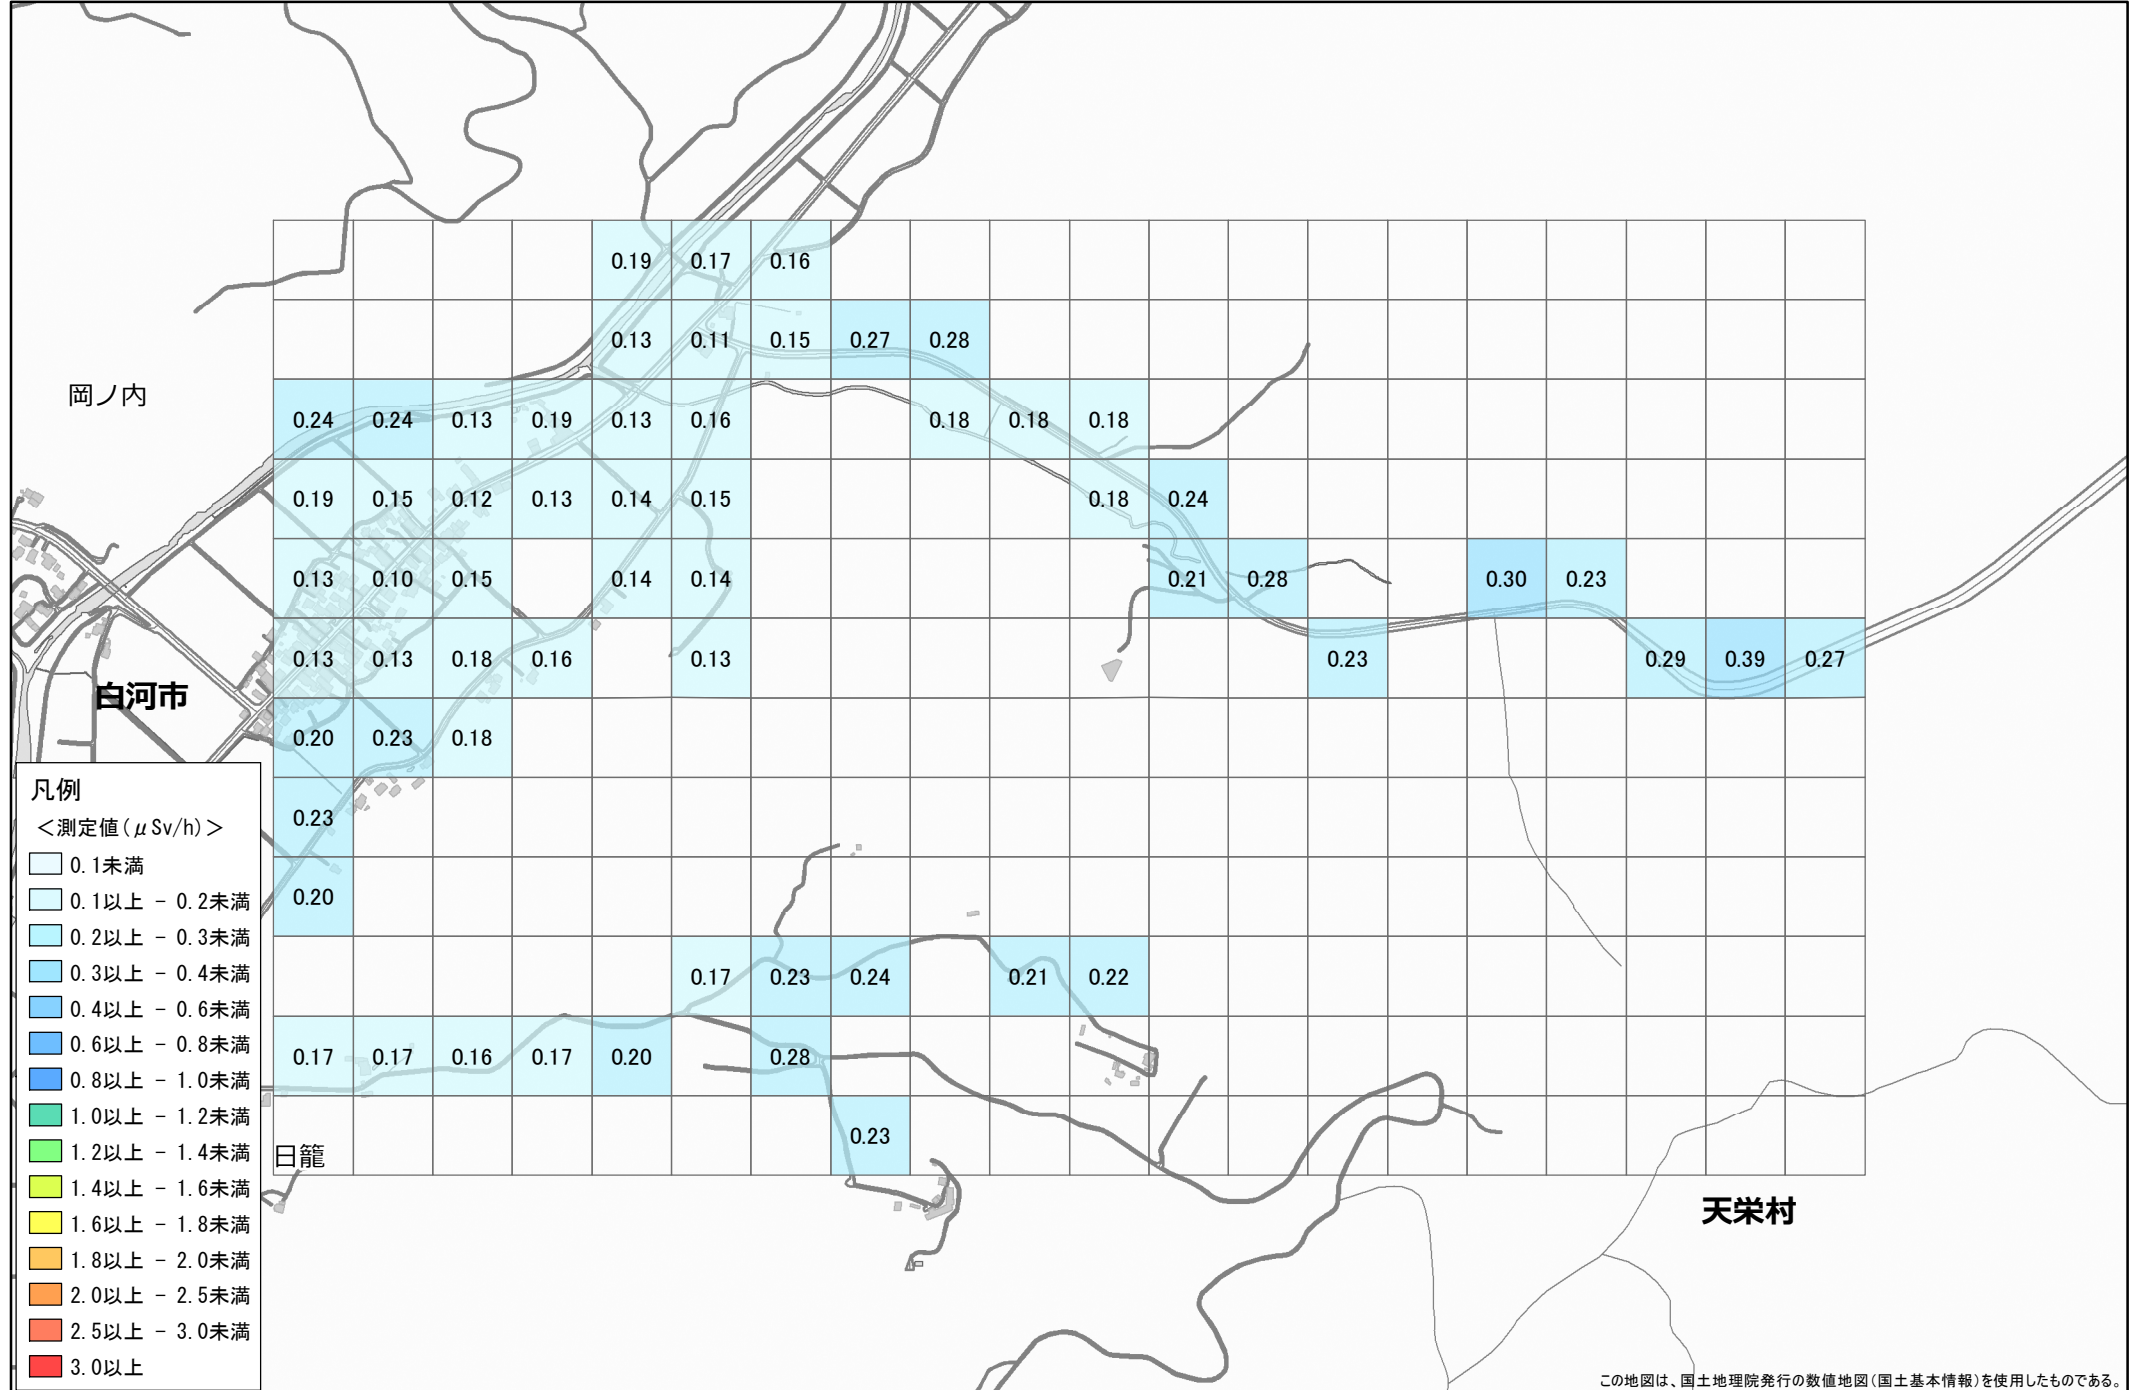 0.19 0.17 0.16
0.13 0.11 0.15 0.27 0.28
岡ノ内
0.24 0.24 0.13 0.19 0.13 0.16 0.18 0.18 0.18
0.19 0.15 0.12 0.13 0.14 0.15 0.18 0.24
0.13 0.10 0.15 0.14 0.14 0.21 0.28 0.30 0.23
0.13 0.13 0.18 0.16 0.13 0.23 0.29 0.39 0.27
白河市
0.20 0.23 0.18
0.23
0.20
0.17 0.23 0.24 0.21 0.22
0.17 0.17 0.16 0.17 0.20 0.28
0.23
日籠
天栄村
凡例
＜測定値(μSv/h)＞
0.1未満
0.1以上 - 0.2未満
0.2以上 - 0.3未満
0.3以上 - 0.4未満
0.4以上 - 0.6未満
0.6以上 - 0.8未満
0.8以上 - 1.0未満
1.0以上 - 1.2未満
1.2以上 - 1.4未満
1.4以上 - 1.6未満
1.6以上 - 1.8未満
1.8以上 - 2.0未満
2.0以上 - 2.5未満
2.5以上 - 3.0未満
3.0以上
この地図は、国土地理院発行の数値地図(国土基本情報)を使用したものである。